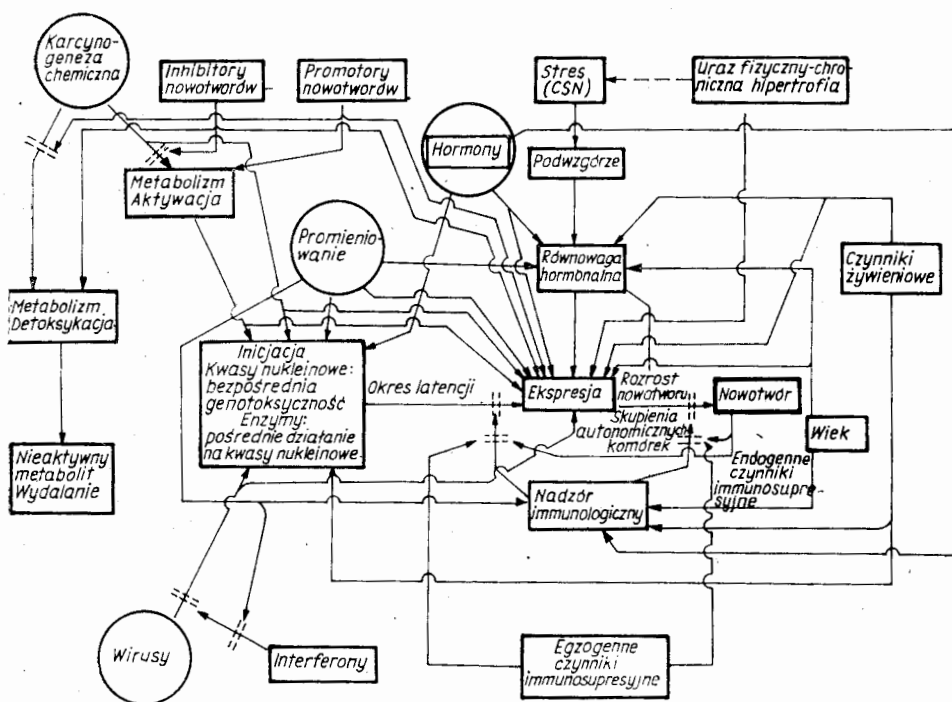 Karcyno-
geneza
chemiczna
Inhibitory
nowotworów
Promotory
nowotworów
Stres
(CSN)
Uraz fizyczny-chro-
niczna hipertrofia
Hormony
Podwzgórze
Metabolizm
Aktywacja
Promienio-
wanie
Równowaga
hormonalna
Czynniki
żywieniowe
Metabolizm
Detoksykacja
Inicjacja
Kwasy nukleinowe:
bezpośrednia
genotoksyczność
Enzymy:
pośrednie działanie
na kwasy nukleinowe
Okres latencji
Ekspresja
Rozrost
nowotworu
Skupienia
autonomicznych
komórek
Nowotwór
Wiek
Nieaktywny
metabolit
Wydalanie
Nadzór
immunologiczny
Endogenne
czynniki
immunosupre-
syjne
Wirusy
Interferony
Egzogenne
czynniki
immunosupresyjne